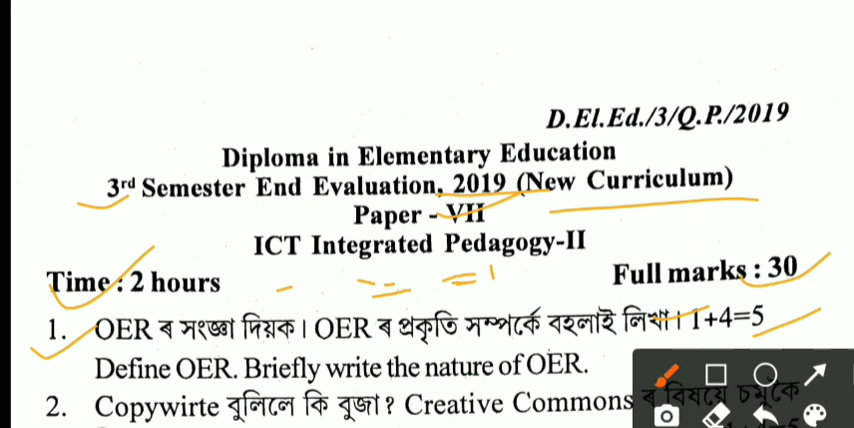 D.El.Ed./3/Q.P./2019
Diploma in Elementary Education
3rd Semester End Evaluation, 2019 (New Curriculum)
Paper - VII
ICT Integrated Pedagogy-II
Time : 2 hours Full marks : 30
1. OER ৰ সংজ্ঞা দিয়ক। OER ৰ প্ৰকৃতি সম্পৰ্কে বহলাই লিখা। 1+4=5
Define OER. Briefly write the nature of OER.
2. Copywirte বুলিলে কি বুজা? Creative Commons ৰ বিষয়ে চমুকৈ